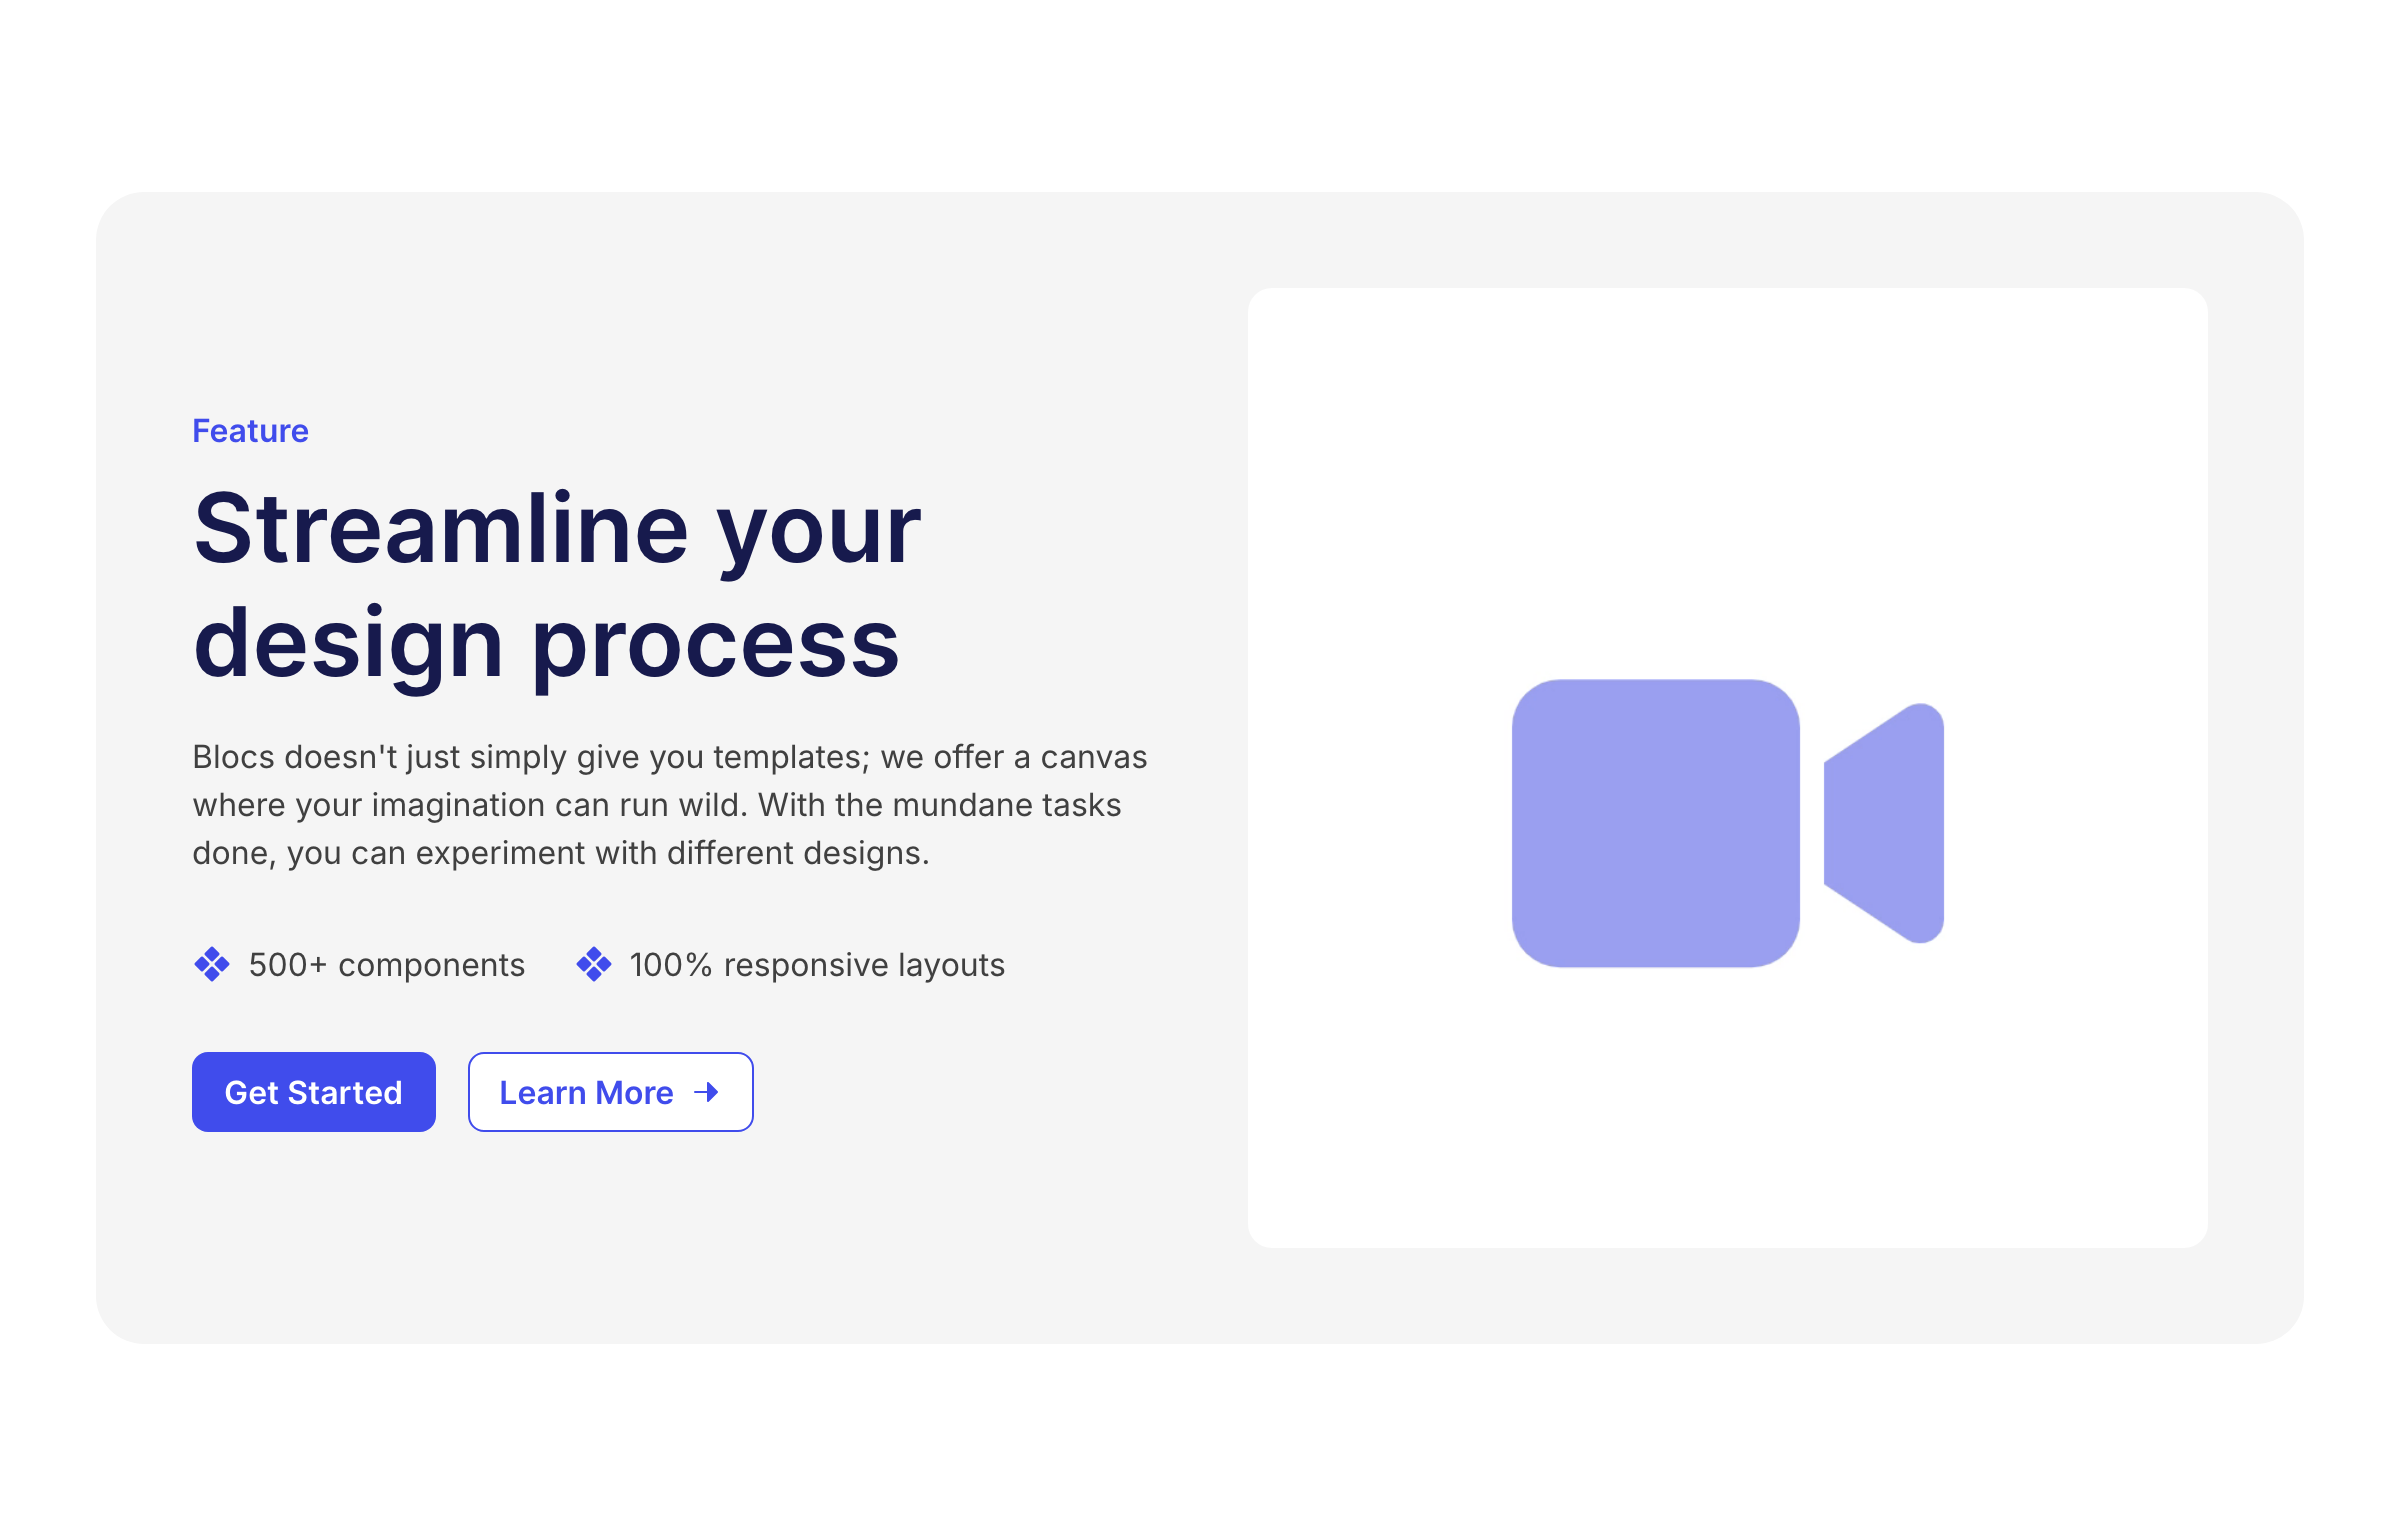 Feature
Streamline your
design process
Blocs doesn't just simply give you templates; we offer a canvas
where your imagination can run wild. With the mundane tasks
done, you can experiment with different designs.
500+ components
100% responsive layouts
Get Started
Learn More